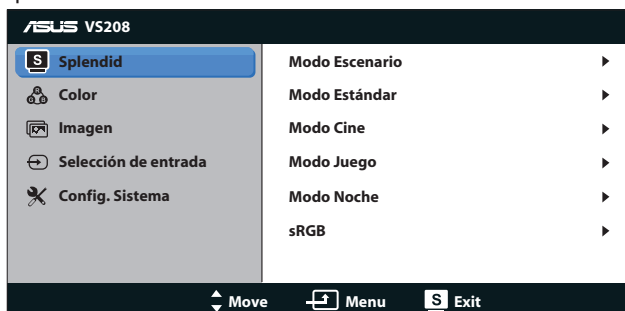 ASUS VS208
S Splendid
Color
Imagen
Selección de entrada
Config. Sistema
Modo Escenario
Modo Estándar
Modo Cine
Modo Juego
Modo Noche
sRGB
Move Menu S Exit